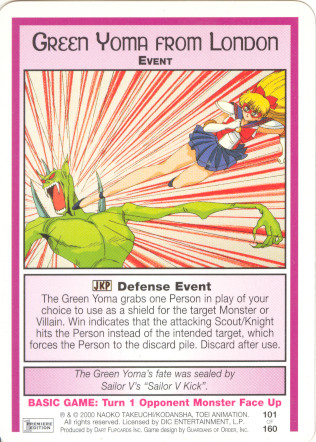 Green Yoma from London
Event
JKP Defense Event
The Green Yoma grabs one Person in play of your
choice to use as a shield for the target Monster or
Villain. Win indicates that the attacking Scout/Knight
hits the Person instead of the intended target, which
forces the Person to the discard pile. Discard after use.
The Green Yoma's fate was sealed by
Sailor V's "Sailor V Kick".
BASIC GAME: Turn 1 Opponent Monster Face Up
PREMIERE
EDITION
® & © 2000 NAOKO TAKEUCHI/KODANSHA, TOEI ANIMATION.
All rights reserved. Licensed by DIC ENTERTAINMENT, L.P.
Produced by Dart Flipcards Inc. Game design by Guardians of Order, Inc.
101
OF
160